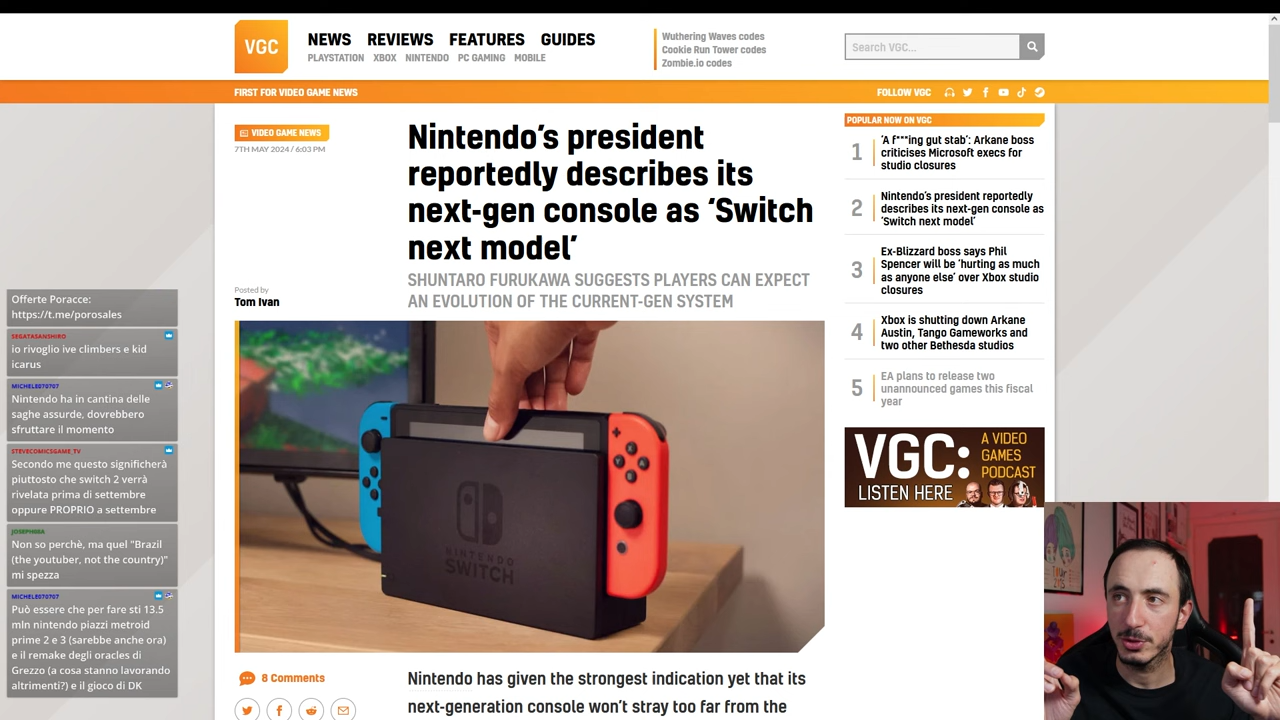 VGC
NEWS REVIEWS FEATURES GUIDES
PLAYSTATION XBOX NINTENDO PC GAMING MOBILE
Wuthering Waves codes
Cookie Run Tower codes
Zombie.io codes
Search VGC...
FIRST FOR VIDEO GAME NEWS
FOLLOW VGC
VIDEO GAME NEWS
7TH MAY 2024 / 6:03 PM
Nintendo's president
reportedly describes its
next-gen console as 'Switch
next model'
SHUNTARO FURUKAWA SUGGESTS PLAYERS CAN EXPECT
AN EVOLUTION OF THE CURRENT-GEN SYSTEM
Posted by
Tom Ivan
NINTENDO
SWITCH
8 Comments
Nintendo has given the strongest indication yet that its
next-generation console won't stray too far from the
POPULAR NOW ON VGC
1
'A f***ing gut stab': Arkane boss
criticises Microsoft execs for
studio closures
2
Nintendo's president reportedly
describes its next-gen console as
'Switch next model'
3
Ex-Blizzard boss says Phil
Spencer will be 'hurting as much
as anyone else' over Xbox studio
closures
4
Xbox is shutting down Arkane
Austin, Tango Gameworks and
two other Bethesda studios
5
EA plans to release two
unannounced games this fiscal
year
VGC:
A VIDEO
GAMES
PODCAST
LISTEN HERE
Offerte Poracce:
https://t.me/porosales
SEGATASANSHIRO
io rivoglio ive climbers e kid
icarus
MICHELE070707
Nintendo ha in cantina delle
saghe assurde, dovrebbero
sfruttare il momento
STEVECOMICSGAME_TV
Secondo me questo significherà
piuttosto che switch 2 verrà
rivelata prima di settembre
oppure PROPRIO a settembre
Non so perchè, ma quel "Brazil
(the youtuber, not the country)"
mi spezza
MICHELE070707
Può essere che per fare sti 13.5
mln nintendo piazzi metroid
prime 2 e 3 (sarebbe anche ora)
e il remake degli oracles di
Grezzo (a cosa stanno lavorando
altrimenti?) e il gioco di DK